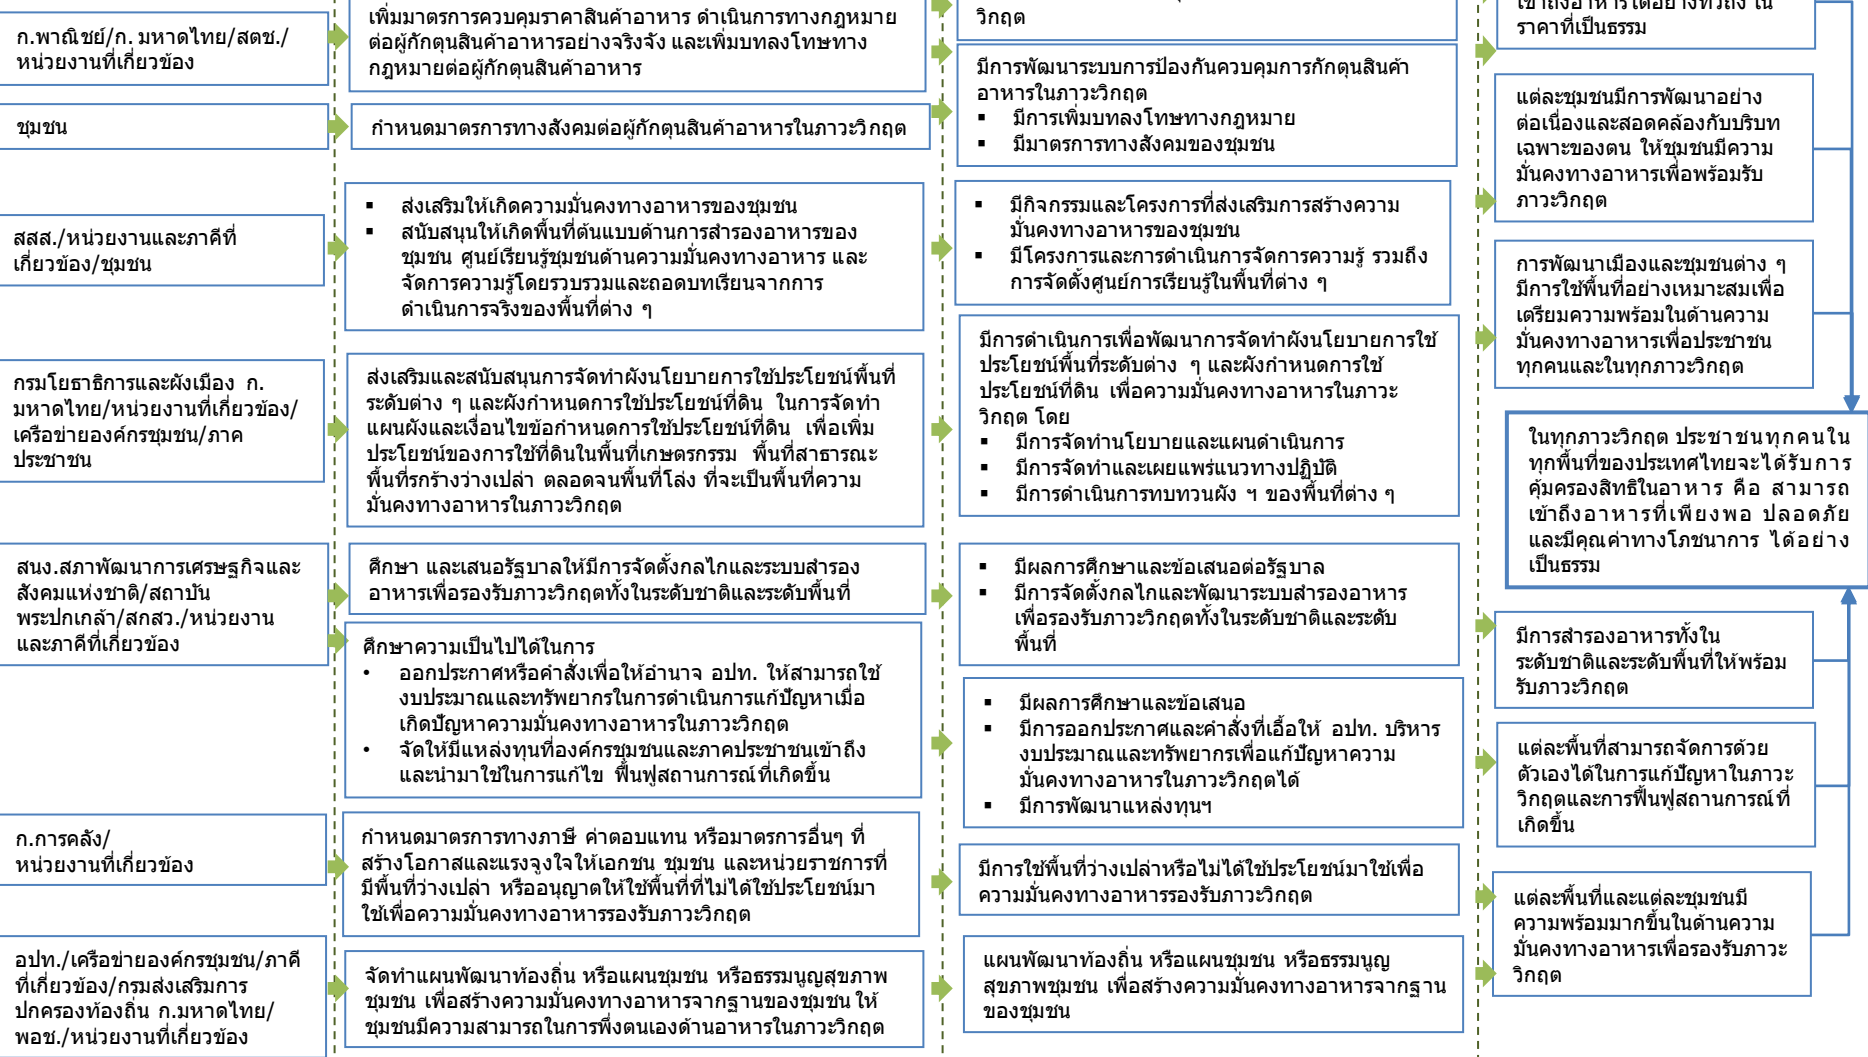 ก.พาณิชย์/ก. มหาดไทย/สตช./
หน่วยงานที่เกี่ยวข้อง
ชุมชน
สสส./หน่วยงานและภาคีที่
เกี่ยวข้อง/ชุมชน
กรมโยธาธิการและผังเมือง ก.
มหาดไทย/หน่วยงานที่เกี่ยวข้อง/
เครือข่ายองค์กรชุมชน/ภาค
ประชาชน
สนง.สภาพัฒนาการเศรษฐกิจและ
สังคมแห่งชาติ/สถาบัน
พระปกเกล้า/สกสว./หน่วยงาน
และภาคีที่เกี่ยวข้อง
ก.การคลัง/
หน่วยงานที่เกี่ยวข้อง
อปท./เครือข่ายองค์กรชุมชน/ภาคี
ที่เกี่ยวข้อง/กรมส่งเสริมการ
ปกครองท้องถิ่น ก.มหาดไทย/
พอช./หน่วยงานที่เกี่ยวข้อง
เพิ่มมาตรการควบคุมราคาสินค้าอาหาร ดำเนินการทางกฎหมาย
ต่อผู้กักตุนสินค้าอาหารอย่างจริงจัง และเพิ่มบทลงโทษทาง
กฎหมายต่อผู้กักตุนสินค้าอาหาร
กำหนดมาตรการทางสังคมต่อผู้กักตุนสินค้าอาหารในภาวะวิกฤต
▪ ส่งเสริมให้เกิดความมั่นคงทางอาหารของชุมชน
▪ สนับสนุนให้เกิดพื้นที่ต้นแบบด้านการสำรองอาหารของ
ชุมชน ศูนย์เรียนรู้ชุมชนด้านความมั่นคงทางอาหาร และ
จัดการความรู้โดยรวบรวมและถอดบทเรียนจากการ
ดำเนินการจริงของพื้นที่ต่าง ๆ
ส่งเสริมและสนับสนุนการจัดทำผังนโยบายการใช้ประโยชน์พื้นที่
ระดับต่าง ๆ และผังกำหนดการใช้ประโยชน์ที่ดิน ในการจัดทำ
แผนผังและเงื่อนไขข้อกำหนดการใช้ประโยชน์ที่ดิน เพื่อเพิ่ม
ประโยชน์ของการใช้ที่ดินในพื้นที่เกษตรกรรม พื้นที่สาธารณะ
พื้นที่รกร้างว่างเปล่า ตลอดจนพื้นที่โล่ง ที่จะเป็นพื้นที่ความ
มั่นคงทางอาหารในภาวะวิกฤต
ศึกษา และเสนอรัฐบาลให้มีการจัดตั้งกลไกและระบบสำรอง
อาหารเพื่อรองรับภาวะวิกฤตทั้งในระดับชาติและระดับพื้นที่
ศึกษาความเป็นไปได้ในการ
• ออกประกาศหรือคำสั่งเพื่อให้อำนาจ อปท. ให้สามารถใช้
งบประมาณและทรัพยากรในการดำเนินการแก้ปัญหาเมื่อ
เกิดปัญหาความมั่นคงทางอาหารในภาวะวิกฤต
• จัดให้มีแหล่งทุนที่องค์กรชุมชนและภาคประชาชนเข้าถึง
และนำมาใช้ในการแก้ไข ฟื้นฟูสถานการณ์ที่เกิดขึ้น
กำหนดมาตรการทางภาษี ค่าตอบแทน หรือมาตรการอื่นๆ ที่
สร้างโอกาสและแรงจูงใจให้เอกชน ชุมชน และหน่วยราชการที่
มีพื้นที่ว่างเปล่า หรืออนุญาตให้ใช้พื้นที่ที่ไม่ได้ใช้ประโยชน์มา
ใช้เพื่อความมั่นคงทางอาหารรองรับภาวะวิกฤต
จัดทำแผนพัฒนาท้องถิ่น หรือแผนชุมชน หรือธรรมนูญสุขภาพ
ชุมชน เพื่อสร้างความมั่นคงทางอาหารจากฐานของชุมชน ให้
ชุมชนมีความสามารถในการพึ่งตนเองด้านอาหารในภาวะวิกฤต
วิกฤต
มีการพัฒนาระบบการป้องกันควบคุมการกักตุนสินค้า
อาหารในภาวะวิกฤต
▪ มีการเพิ่มบทลงโทษทางกฎหมาย
▪ มีมาตรการทางสังคมของชุมชน
▪ มีกิจกรรมและโครงการที่ส่งเสริมการสร้างความ
มั่นคงทางอาหารของชุมชน
▪ มีโครงการและการดำเนินการจัดการความรู้ รวมถึง
การจัดตั้งศูนย์การเรียนรู้ในพื้นที่ต่าง ๆ
มีการดำเนินการเพื่อพัฒนาการจัดทำผังนโยบายการใช้
ประโยชน์พื้นที่ระดับต่าง ๆ และผังกำหนดการใช้
ประโยชน์ที่ดิน เพื่อความมั่นคงทางอาหารในภาวะ
วิกฤต โดย
▪ มีการจัดทำนโยบายและแผนดำเนินการ
▪ มีการจัดทำและเผยแพร่แนวทางปฏิบัติ
▪ มีการดำเนินการทบทวนผัง ฯ ของพื้นที่ต่าง ๆ
▪ มีผลการศึกษาและข้อเสนอต่อรัฐบาล
▪ มีการจัดตั้งกลไกและพัฒนาระบบสำรองอาหาร
เพื่อรองรับภาวะวิกฤตทั้งในระดับชาติและระดับ
พื้นที่
▪ มีผลการศึกษาและข้อเสนอ
▪ มีการออกประกาศและคำสั่งที่เอื้อให้ อปท. บริหาร
งบประมาณและทรัพยากรเพื่อแก้ปัญหาความ
มั่นคงทางอาหารในภาวะวิกฤตได้
▪ มีการพัฒนาแหล่งทุนฯ
มีการใช้พื้นที่ว่างเปล่าหรือไม่ได้ใช้ประโยชน์มาใช้เพื่อ
ความมั่นคงทางอาหารรองรับภาวะวิกฤต
แผนพัฒนาท้องถิ่น หรือแผนชุมชน หรือธรรมนูญ
สุขภาพชุมชน เพื่อสร้างความมั่นคงทางอาหารจากฐาน
ของชุมชน
เข้าถึงอาหารได้อย่างทั่วถึง ใน
ราคาที่เป็นธรรม
แต่ละชุมชนมีการพัฒนาอย่าง
ต่อเนื่องและสอดคล้องกับบริบท
เฉพาะของตน ให้ชุมชนมีความ
มั่นคงทางอาหารเพื่อพร้อมรับ
ภาวะวิกฤต
การพัฒนาเมืองและชุมชนต่าง ๆ
มีการใช้พื้นที่อย่างเหมาะสมเพื่อ
เตรียมความพร้อมในด้านความ
มั่นคงทางอาหารเพื่อประชาชน
ทุกคนและในทุกภาวะวิกฤต
ในทุกภาวะวิกฤต ประชาชนทุกคนใน
ทุกพื้นที่ของประเทศไทยจะได้รับการ
คุ้มครองสิทธิในอาหาร คือ สามารถ
เข้าถึงอาหารที่เพียงพอ ปลอดภัย
และมีคุณค่าทางโภชนาการ ได้อย่าง
เป็นธรรม
มีการสำรองอาหารทั้งใน
ระดับชาติและระดับพื้นที่ให้พร้อม
รับภาวะวิกฤต
แต่ละพื้นที่สามารถจัดการด้วย
ตัวเองได้ในการแก้ปัญหาในภาวะ
วิกฤตและการฟื้นฟูสถานการณ์ที่
เกิดขึ้น
แต่ละพื้นที่และแต่ละชุมชนมี
ความพร้อมมากขึ้นในด้านความ
มั่นคงทางอาหารเพื่อรองรับภาวะ
วิกฤต